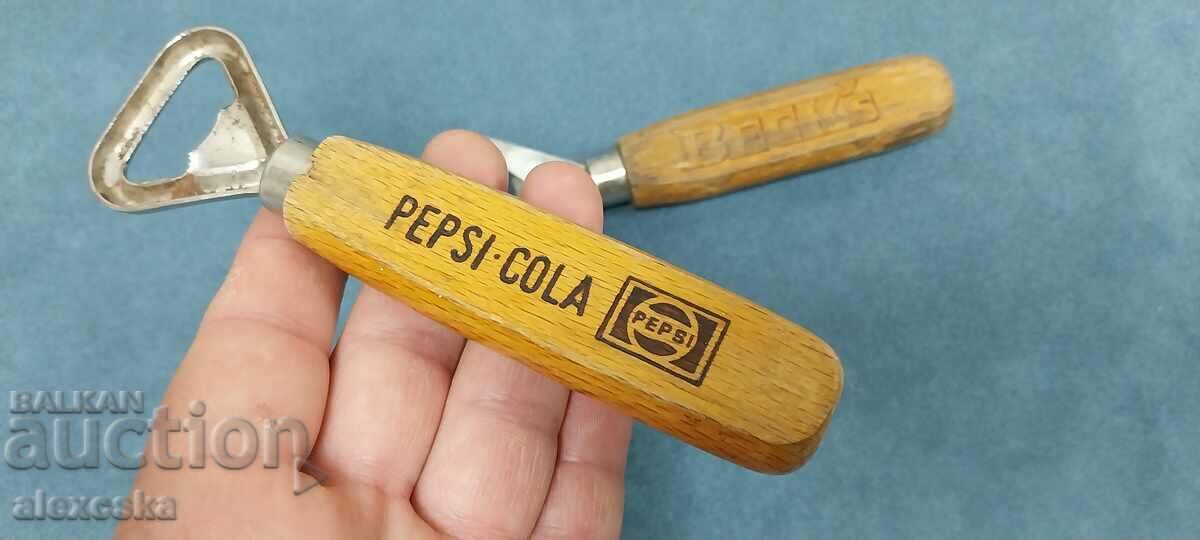 Beck's
PEPSI·COLA
PEPSI
BALKAN
auction
alexcska